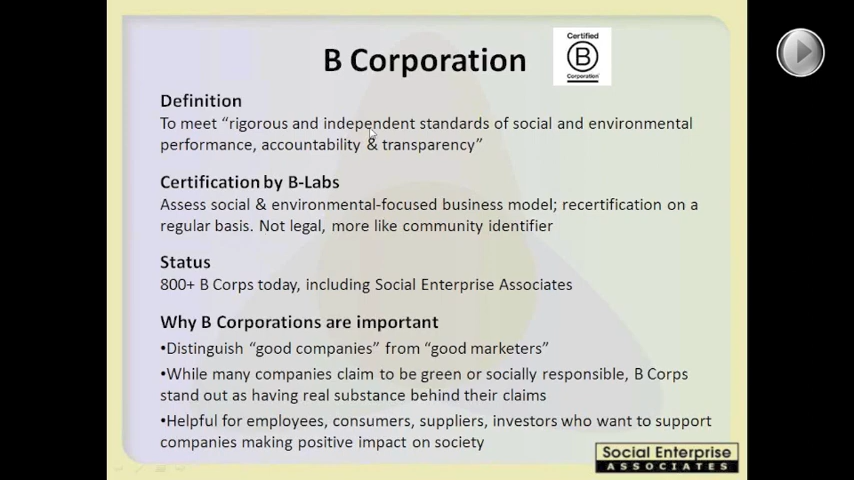 B Corporation
Certified
B
Corporation
Definition
To meet “rigorous and independent standards of social and environmental
performance, accountability & transparency”
Certification by B-Labs
Assess social & environmental-focused business model; recertification on a
regular basis. Not legal, more like community identifier
Status
800+ B Corps today, including Social Enterprise Associates
Why B Corporations are important
•Distinguish “good companies” from “good marketers”
•While many companies claim to be green or socially responsible, B Corps
stand out as having real substance behind their claims
•Helpful for employees, consumers, suppliers, investors who want to support
companies making positive impact on society
Social Enterprise
ASSOCIATES